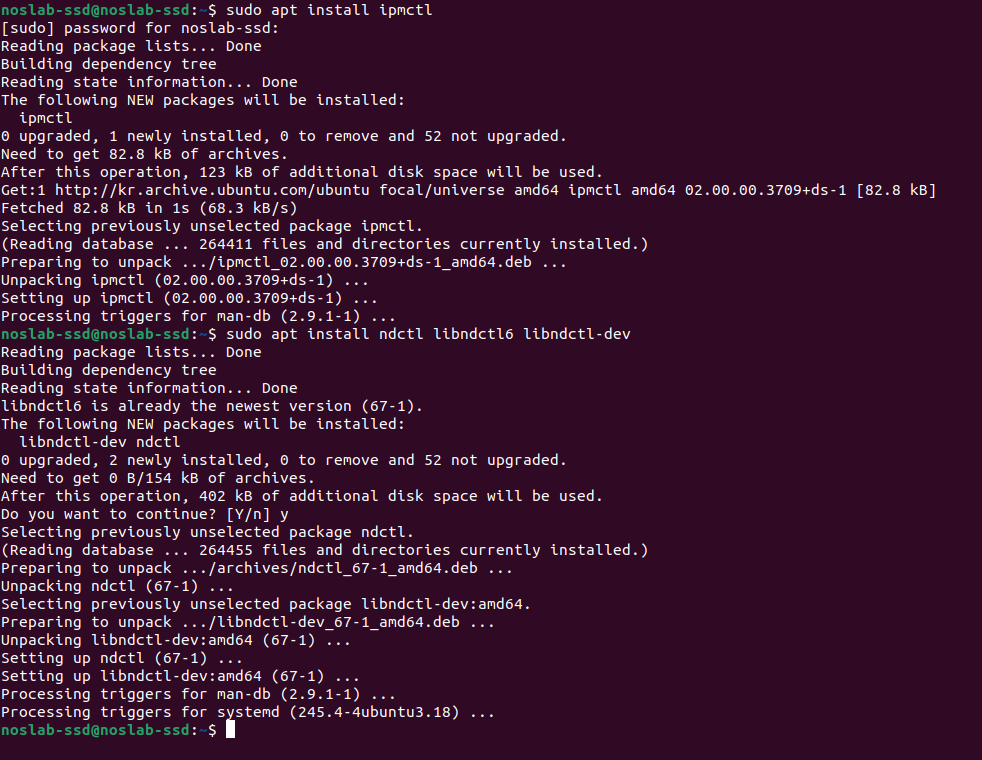 noslab-ssd@noslab-ssd:~$ sudo apt install ipmctl
[sudo] password for noslab-ssd:
Reading package lists... Done
Building dependency tree
Reading state information... Done
The following NEW packages will be installed:
  ipmctl
0 upgraded, 1 newly installed, 0 to remove and 52 not upgraded.
Need to get 82.8 kB of archives.
After this operation, 123 kB of additional disk space will be used.
Get:1 http://kr.archive.ubuntu.com/ubuntu focal/universe amd64 ipmctl amd64 02.00.00.3709+ds-1 [82.8 kB]
Fetched 82.8 kB in 1s (68.3 kB/s)
Selecting previously unselected package ipmctl.
(Reading database ... 264411 files and directories currently installed.)
Preparing to unpack .../ipmctl_02.00.00.3709+ds-1_amd64.deb ...
Unpacking ipmctl (02.00.00.3709+ds-1) ...
Setting up ipmctl (02.00.00.3709+ds-1) ...
Processing triggers for man-db (2.9.1-1) ...
noslab-ssd@noslab-ssd:~$ sudo apt install ndctl libndctl6 libndctl-dev
Reading package lists... Done
Building dependency tree
Reading state information... Done
libndctl6 is already the newest version (67-1).
The following NEW packages will be installed:
  libndctl-dev ndctl
0 upgraded, 2 newly installed, 0 to remove and 52 not upgraded.
Need to get 0 B/154 kB of archives.
After this operation, 402 kB of additional disk space will be used.
Do you want to continue? [Y/n] y
Selecting previously unselected package ndctl.
(Reading database ... 264455 files and directories currently installed.)
Preparing to unpack .../archives/ndctl_67-1_amd64.deb ...
Unpacking ndctl (67-1) ...
Selecting previously unselected package libndctl-dev:amd64.
Preparing to unpack .../libndctl-dev_67-1_amd64.deb ...
Unpacking libndctl-dev:amd64 (67-1) ...
Setting up ndctl (67-1) ...
Setting up libndctl-dev:amd64 (67-1) ...
Processing triggers for man-db (2.9.1-1) ...
Processing triggers for systemd (245.4-4ubuntu3.18) ...
noslab-ssd@noslab-ssd:~$